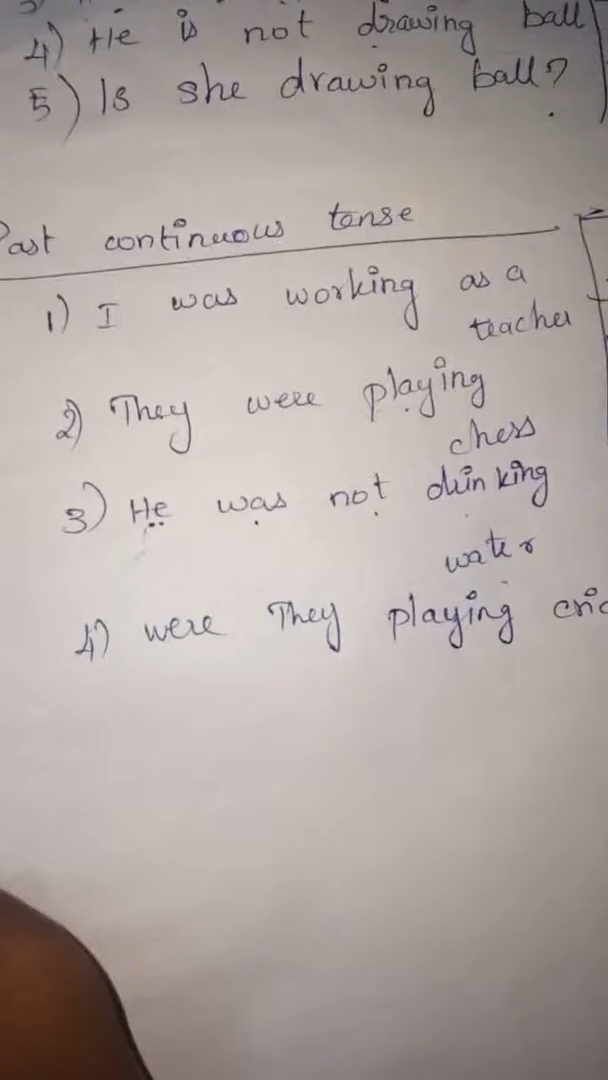 4) He is not drawing ball
5) Is she drawing ball?
Past continuous tense
1) I was working as a
teacher
2) They were playing
chess
3) He was not drinking
water
4) were They playing